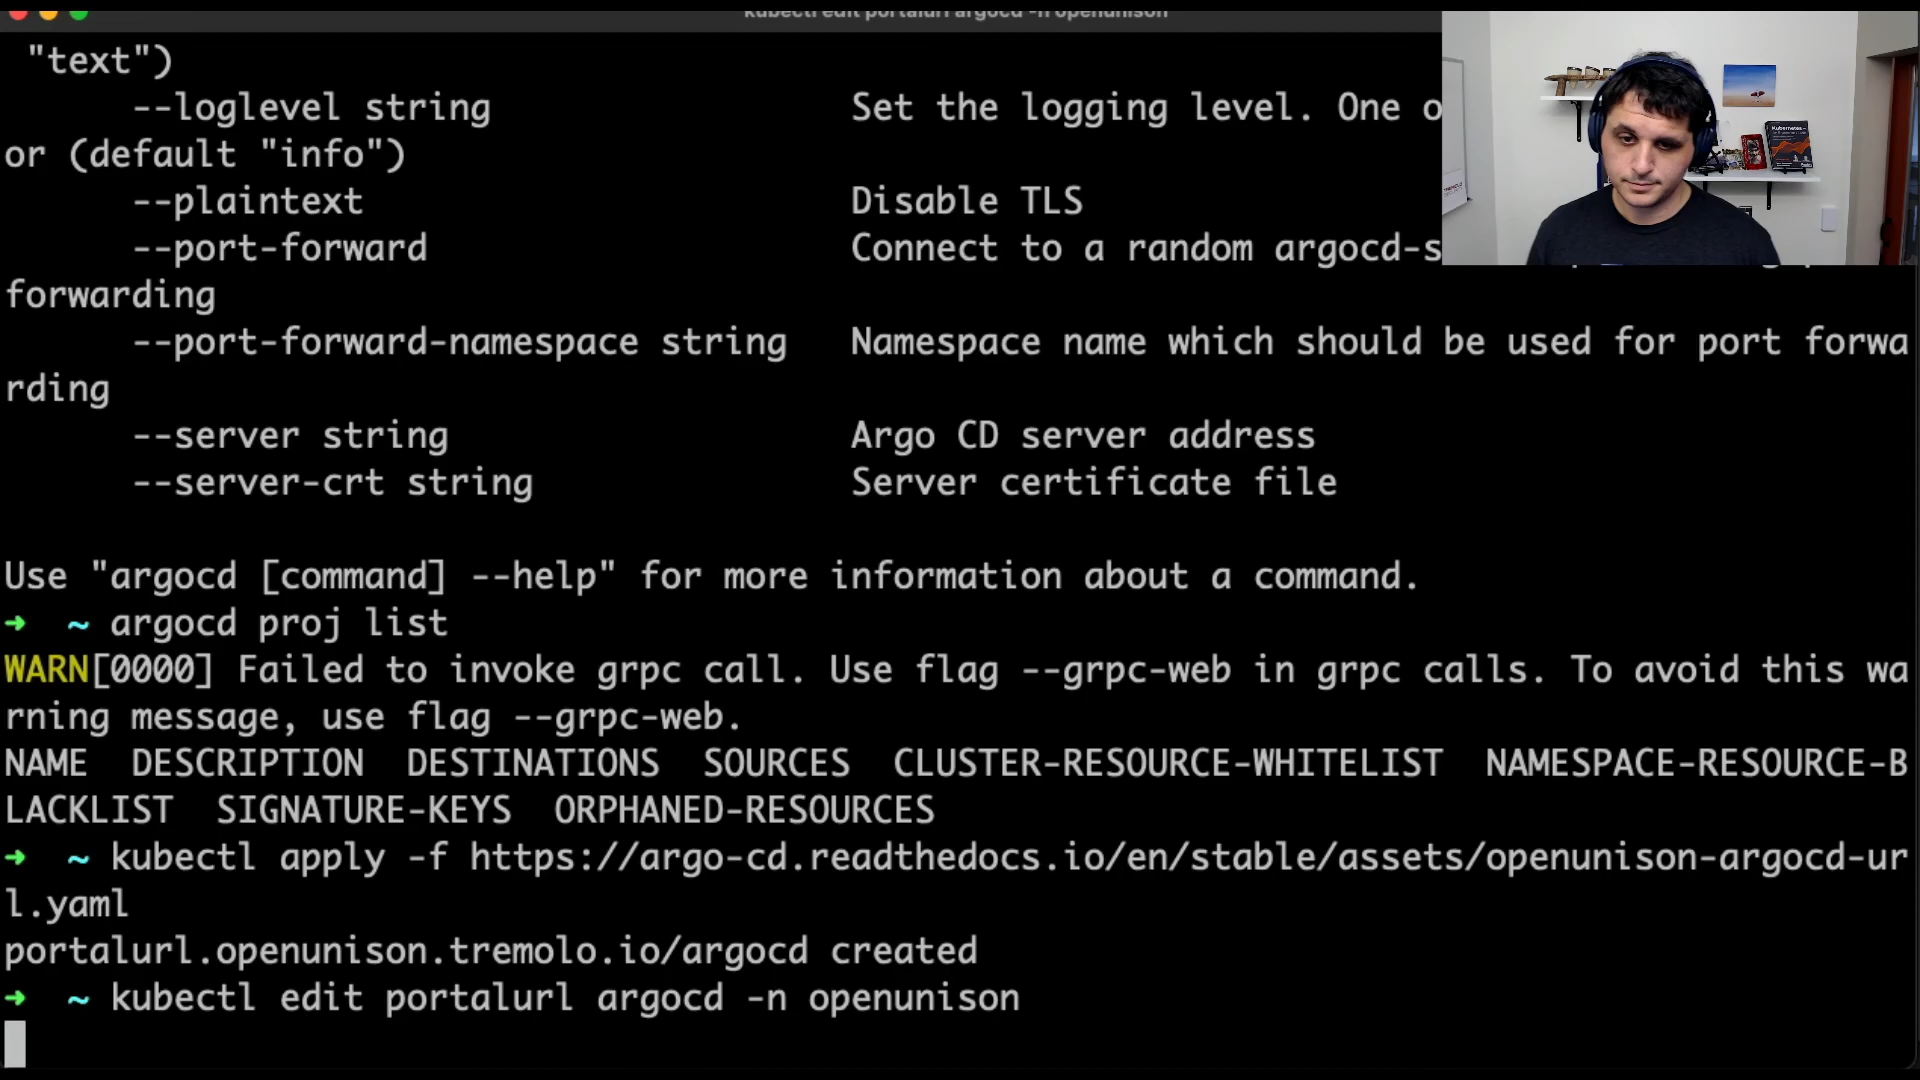 kubectl edit portalurl argocd -n openunison
"text")
--loglevel string Set the logging level. One o
or (default "info")
--plaintext Disable TLS
--port-forward Connect to a random argocd-s
forwarding
--port-forward-namespace string Namespace name which should be used for port forwa
rding
--server string Argo CD server address
--server-crt string Server certificate file
Use "argocd [command] --help" for more information about a command.
➜ ~ argocd proj list
WARN[0000] Failed to invoke grpc call. Use flag --grpc-web in grpc calls. To avoid this wa
rning message, use flag --grpc-web.
NAME DESCRIPTION DESTINATIONS SOURCES CLUSTER-RESOURCE-WHITELIST NAMESPACE-RESOURCE-B
LACKLIST SIGNATURE-KEYS ORPHANED-RESOURCES
➜ ~ kubectl apply -f https://argo-cd.readthedocs.io/en/stable/assets/openunison-argocd-ur
l.yaml
portalurl.openunison.tremolo.io/argocd created
➜ ~ kubectl edit portalurl argocd -n openunison
Kubernetes